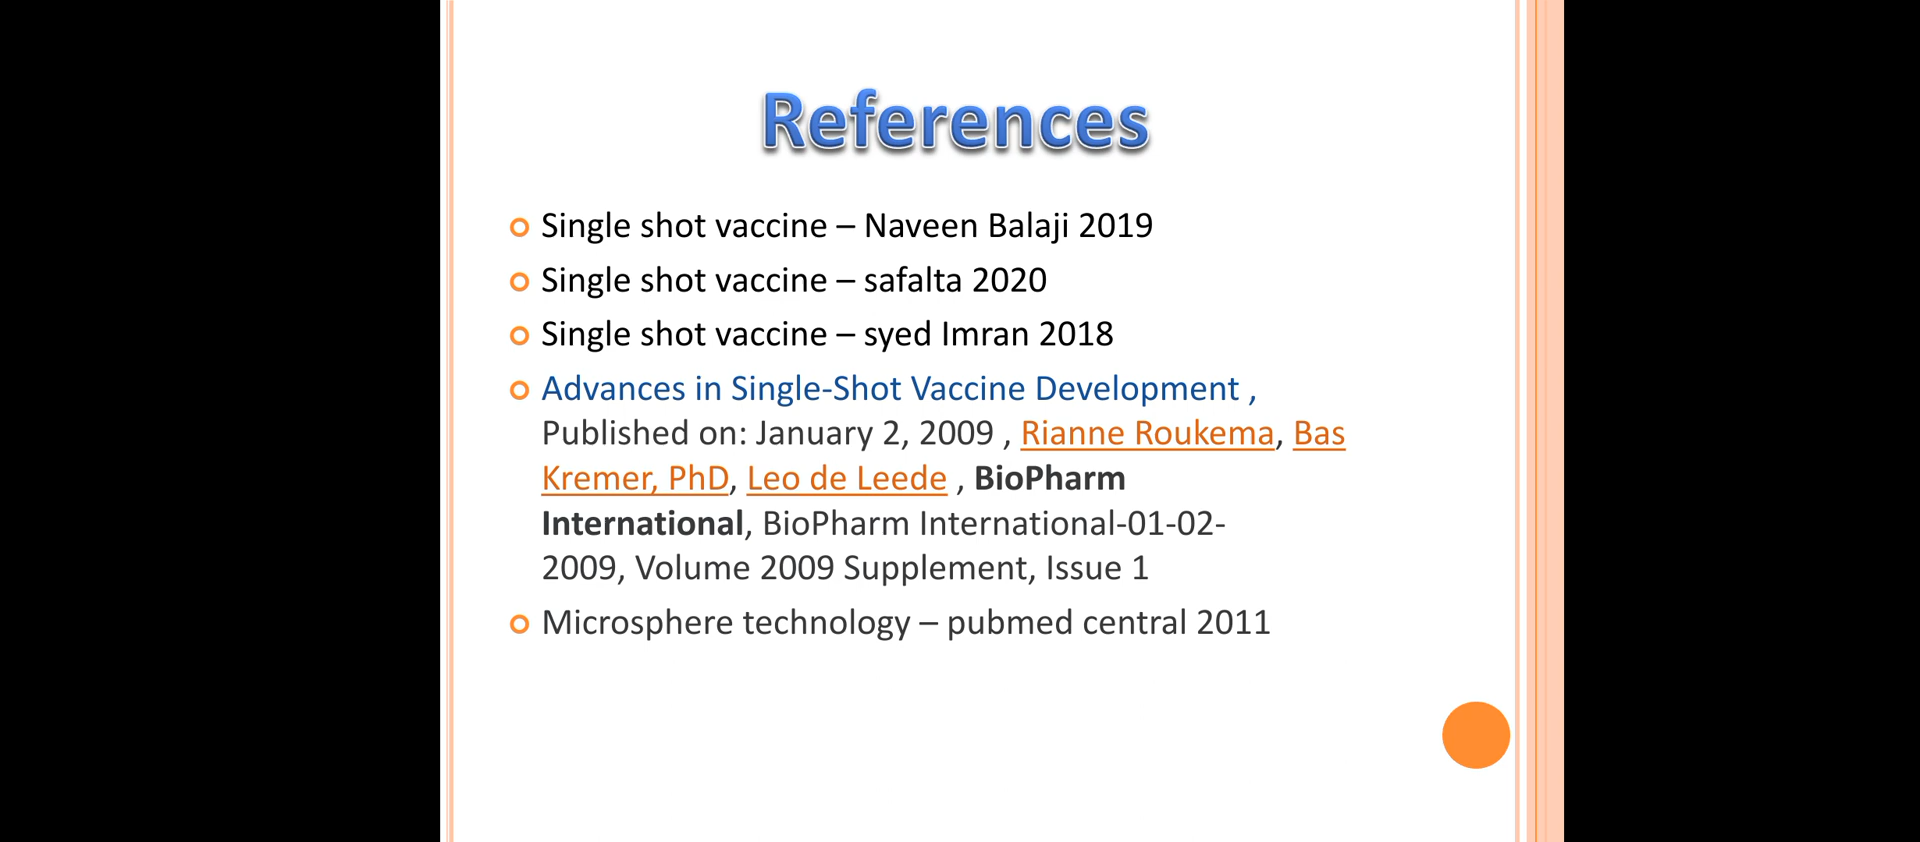 References
Single shot vaccine – Naveen Balaji 2019
Single shot vaccine – safalta 2020
Single shot vaccine – syed Imran 2018
Advances in Single-Shot Vaccine Development ,
Published on: January 2, 2009 , Rianne Roukema, Bas
Kremer, PhD, Leo de Leede , BioPharm
International, BioPharm International-01-02-
2009, Volume 2009 Supplement, Issue 1
Microsphere technology – pubmed central 2011